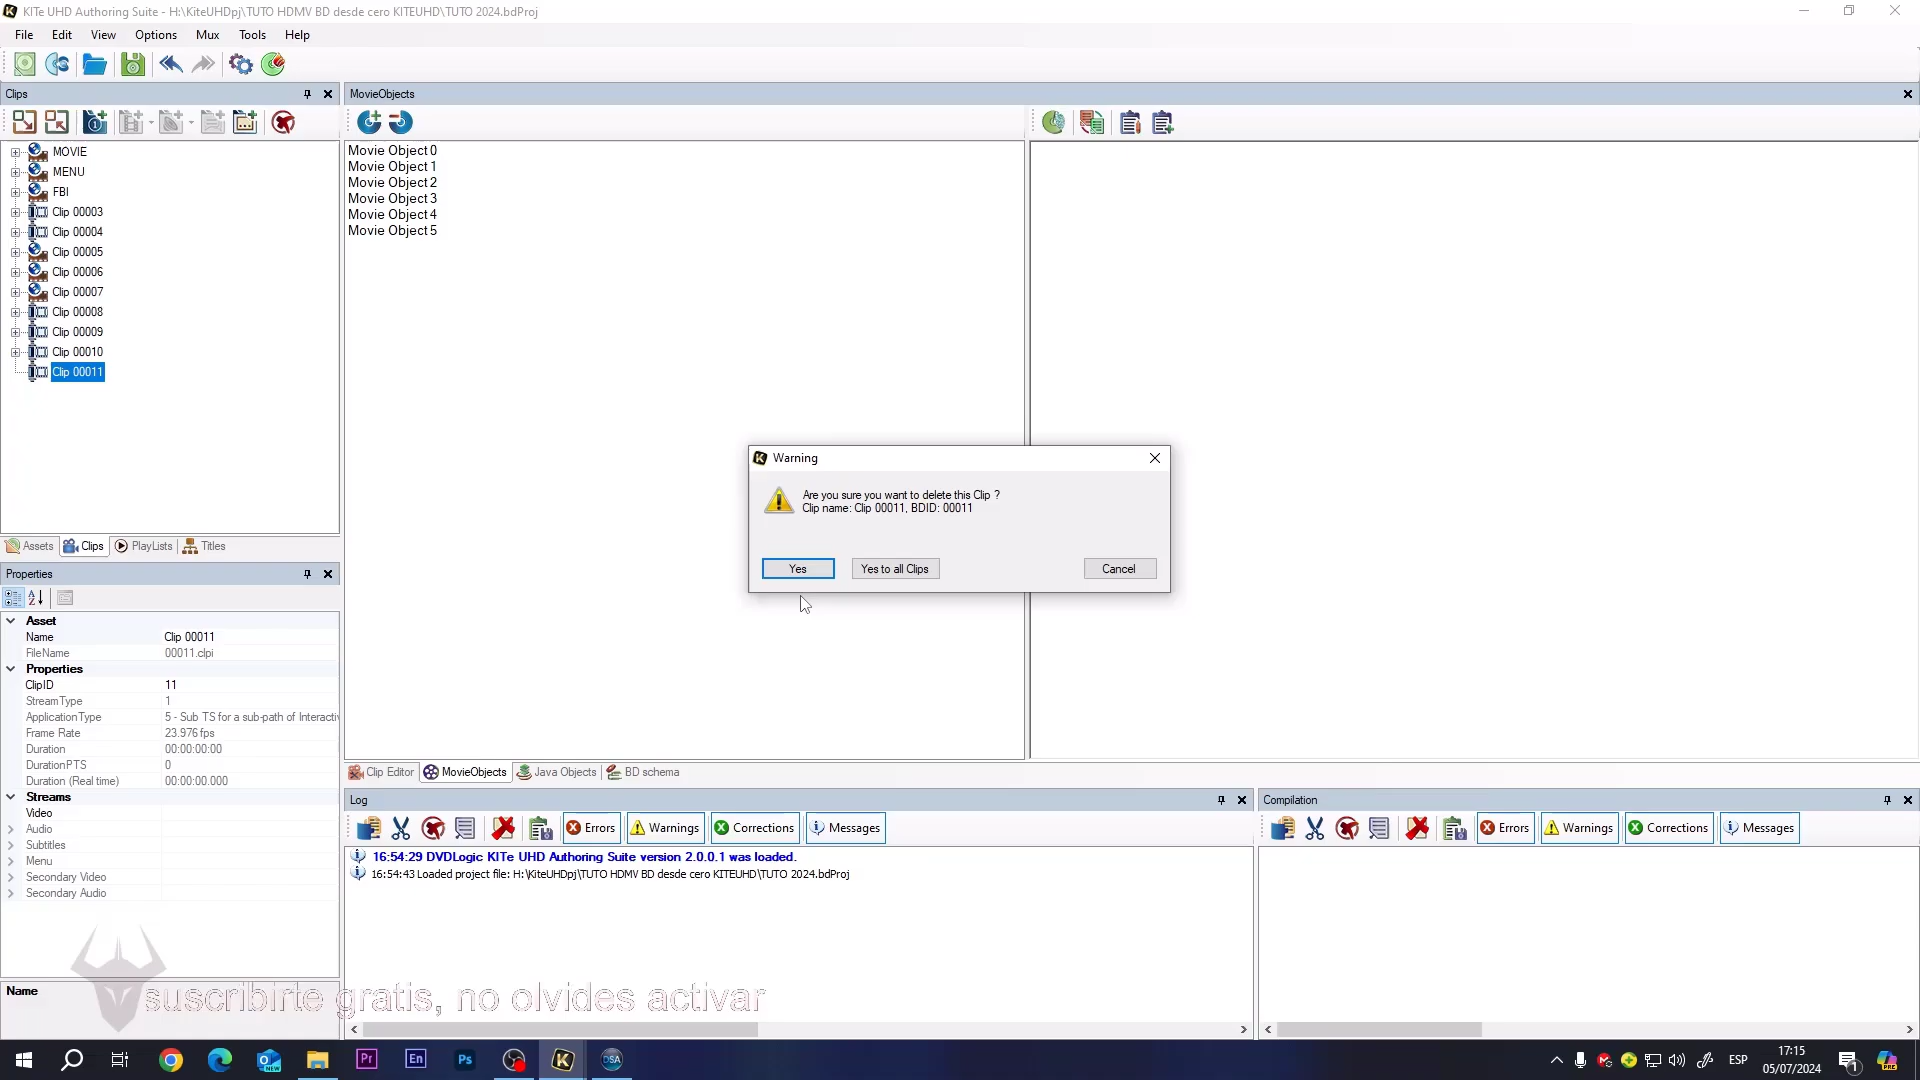 KITe UHD Authoring Suite - H:\KiteUHDpj\TUTO HDMV BD desde cero KITEUHD\TUTO 2024.bdProj
File Edit View Options Mux Tools Help
Clips
MovieObjects
MOVIE
MENU
FBI
Clip 00003
Clip 00004
Clip 00005
Clip 00006
Clip 00007
Clip 00008
Clip 00009
Clip 00010
Clip 00011
Movie Object 0
Movie Object 1
Movie Object 2
Movie Object 3
Movie Object 4
Movie Object 5
Warning
Are you sure you want to delete this Clip ?
Clip name: Clip 00011, BDID: 00011
Yes Yes to all Clips Cancel
Assets Clips PlayLists Titles
Properties
Asset
Name Clip 00011
FileName 00011.clpi
Properties
ClipID 11
StreamType 1
ApplicationType 5 - Sub TS for a sub-path of Interacti
Frame Rate 23.976 fps
Duration 00:00:00:00
DurationPTS 0
Duration (Real time) 00:00:00.000
Streams
Video
Audio
Subtitles
Menu
Secondary Video
Secondary Audio
Name
Clip Editor MovieObjects Java Objects BD schema
Log
Errors Warnings Corrections Messages
16:54:29 DVDLogic KITe UHD Authoring Suite version 2.0.0.1 was loaded.
16:54:43 Loaded project file: H:\KiteUHDpj\TUTO HDMV BD desde cero KITEUHD\TUTO 2024.bdProj
Compilation
Errors Warnings Corrections Messages
suscribirte gratis, no olvides activar
Pr En Ps K DSA
ESP
17:15
05/07/2024
1
PRE